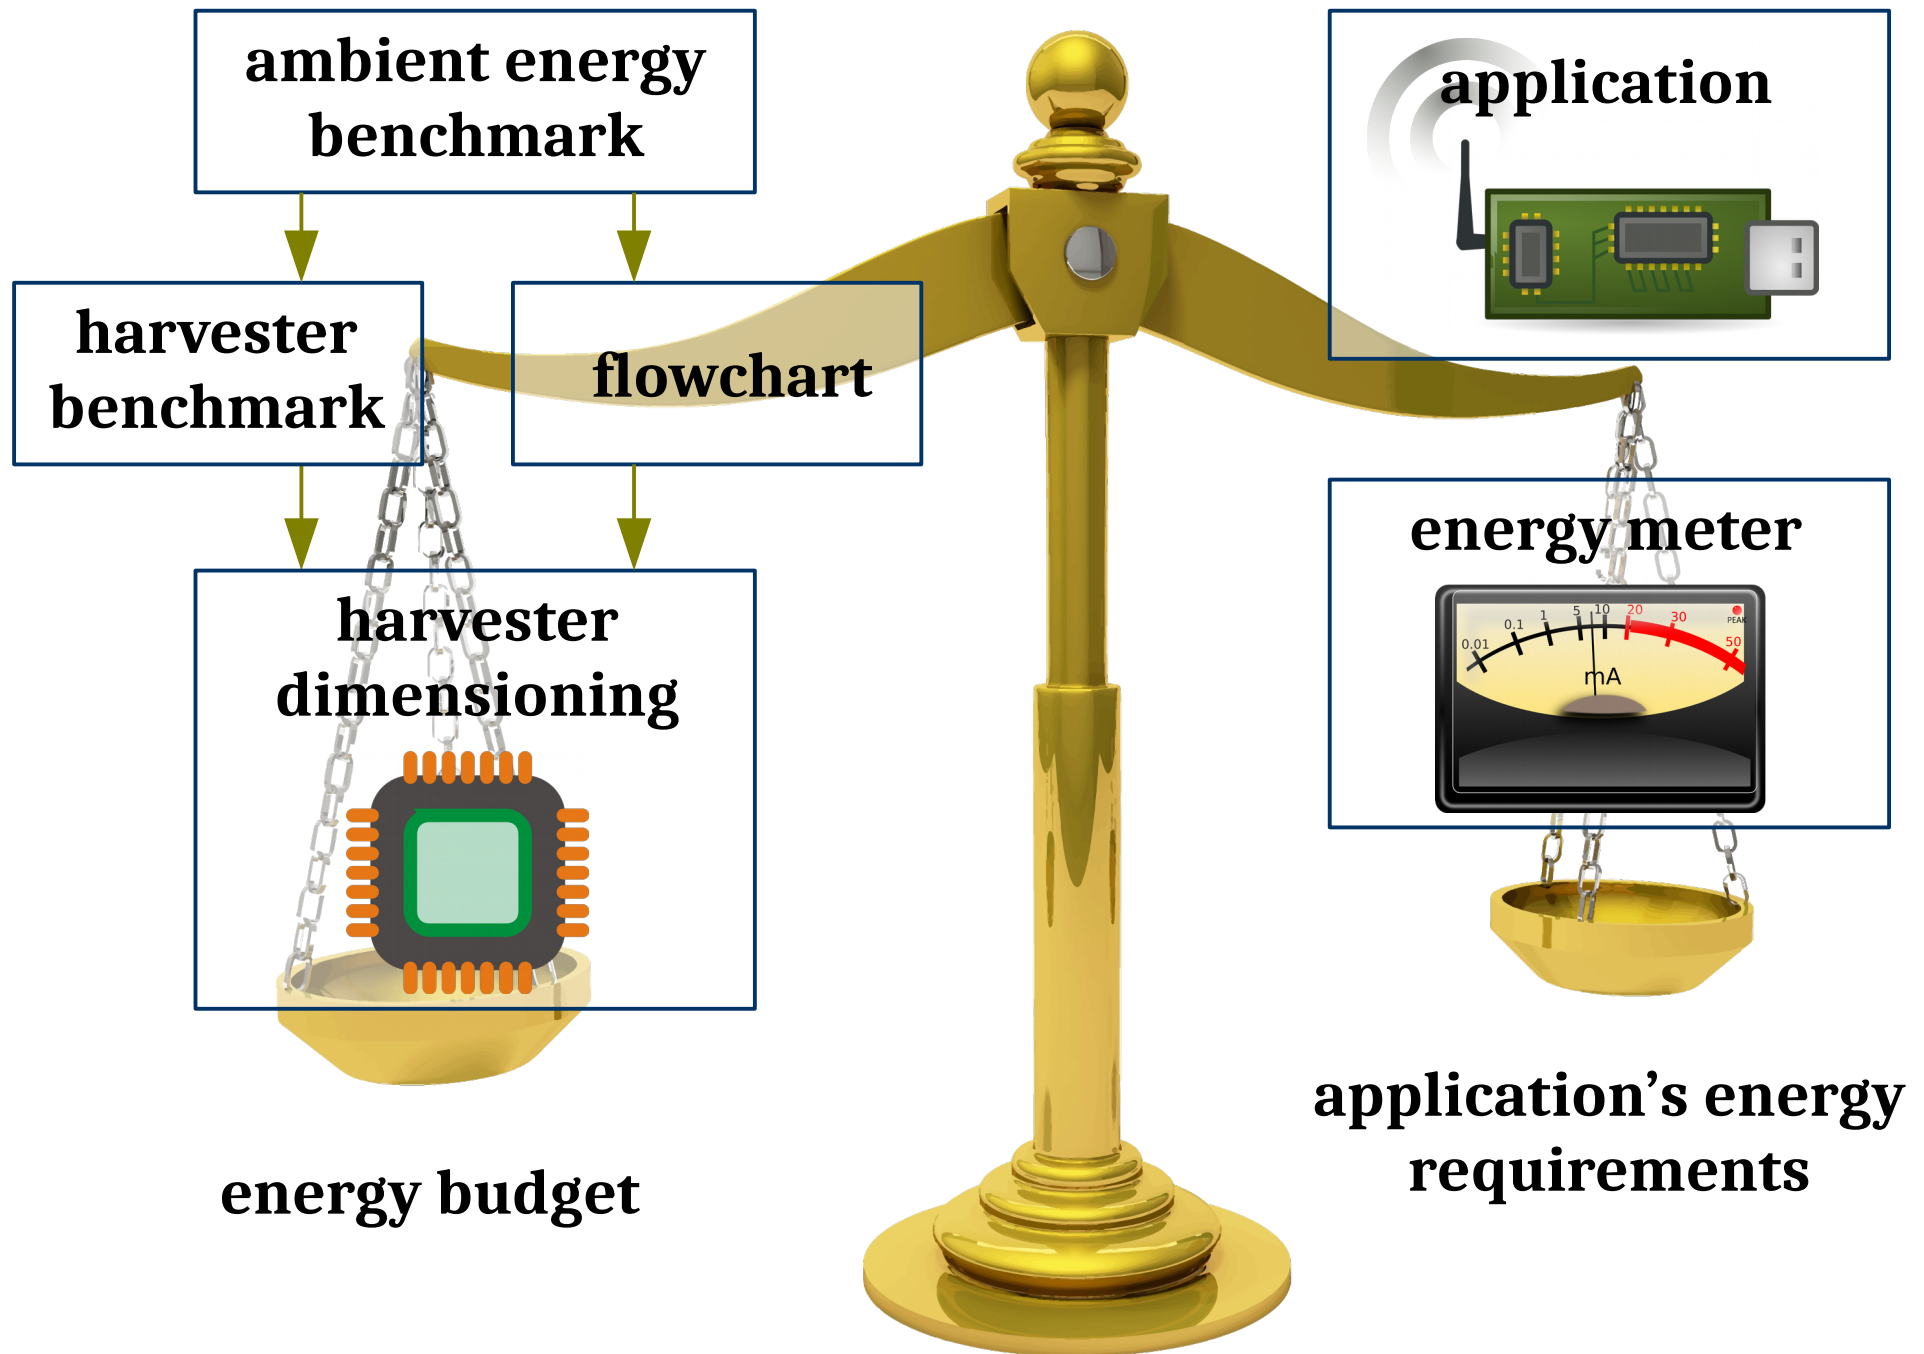 ambient energy
benchmark
harvester
benchmark
flowchart
harvester
dimensioning
energy budget
application
energy meter
0.01 0.1 1 5 10 20 30 50
PEAK
mA
application’s energy
requirements